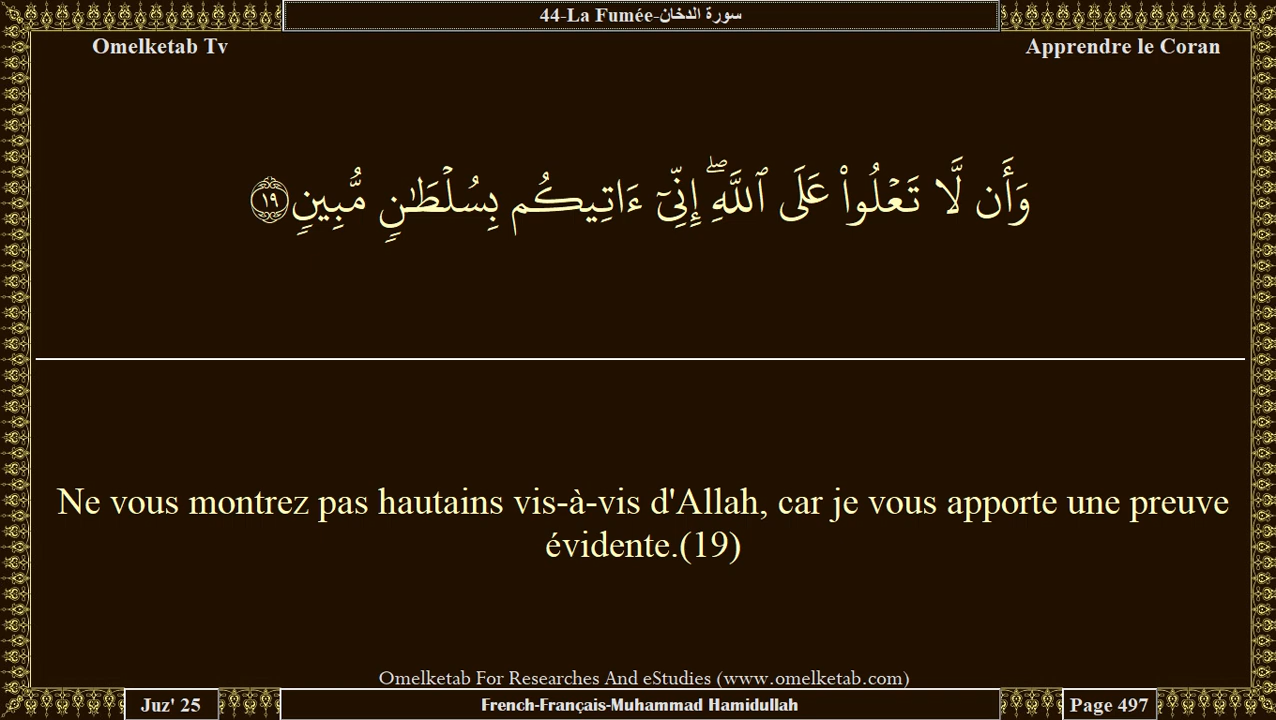 44-La Fumée-سورة الدخان
Omelketab Tv
Apprendre le Coran
وَأَن لَّا تَعۡلُواْ عَلَى ٱللَّهِۖ إِنِّيٓ ءَاتِيكُم بِسُلۡطَٰنٖ مُّبِينٖ ١٩
Ne vous montrez pas hautains vis-à-vis d'Allah, car je vous apporte une preuve
évidente.(19)
Omelketab For Researches And eStudies (www.omelketab.com)
Juz' 25
French-Français-Muhammad Hamidullah
Page 497